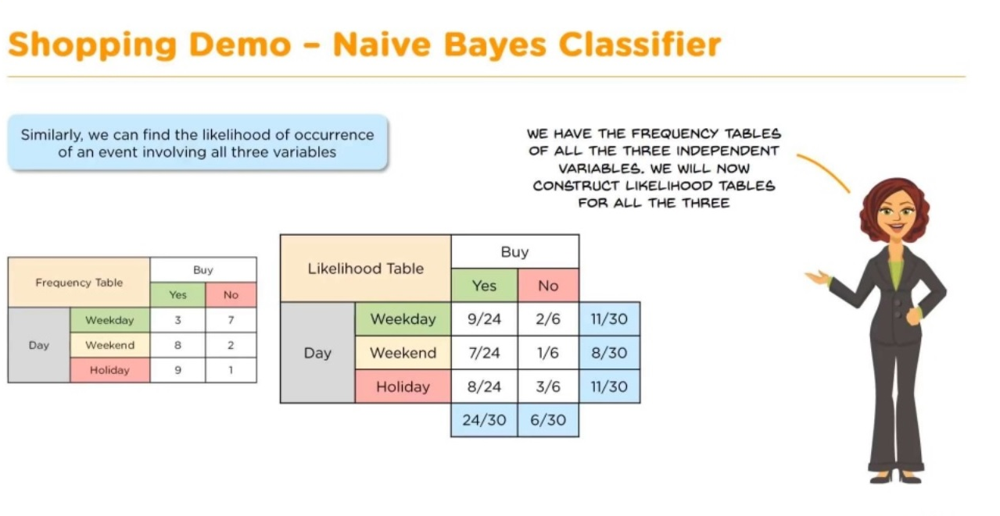 Shopping Demo – Naive Bayes Classifier
Similarly, we can find the likelihood of occurrence
of an event involving all three variables
WE HAVE THE FREQUENCY TABLES
OF ALL THE THREE INDEPENDENT
VARIABLES. WE WILL NOW
CONSTRUCT LIKELIHOOD TABLES
FOR ALL THE THREE
Frequency Table
Buy
Yes No
Day
Weekday 3 7
Weekend 8 2
Holiday 9 1
Likelihood Table
Buy
Yes No
Day
Weekday 9/24 2/6 11/30
Weekend 7/24 1/6 8/30
Holiday 8/24 3/6 11/30
24/30 6/30